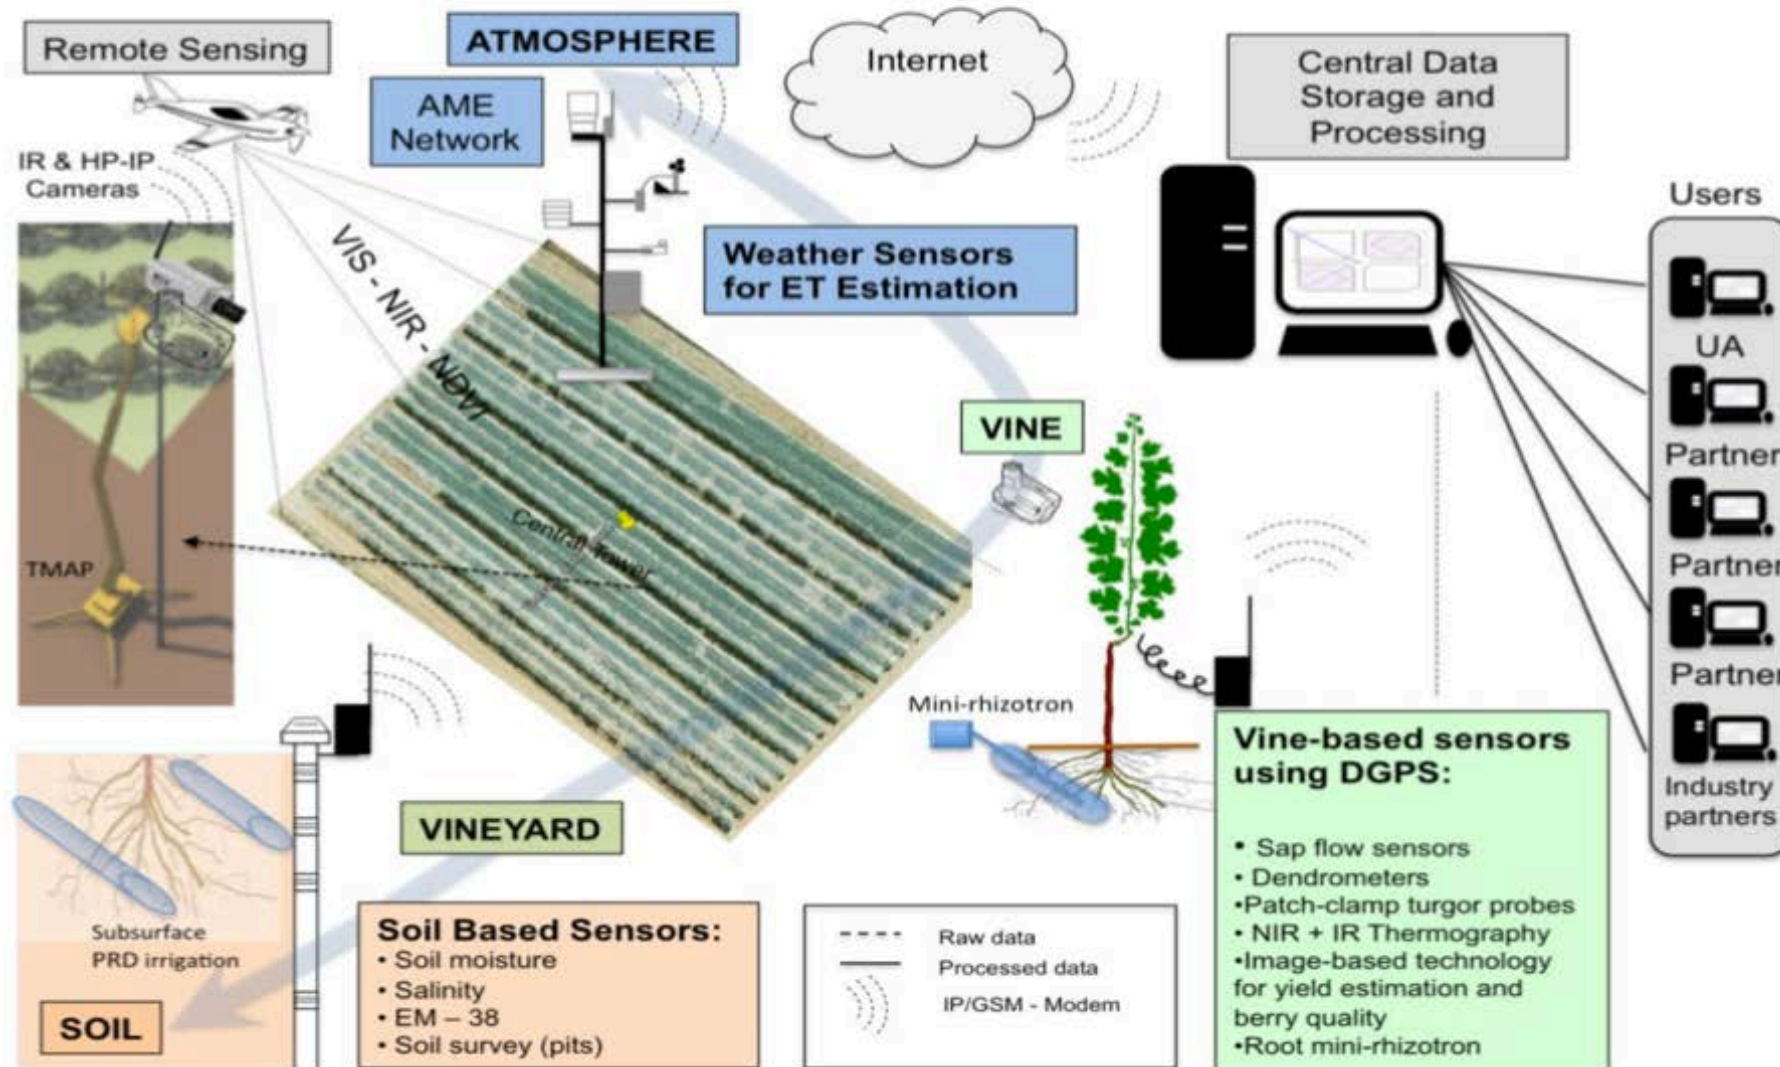 Remote Sensing
ATMOSPHERE
AME
Network
Internet
Central Data
Storage and
Processing
IR & HP-IP
Cameras
VIS - NIR - NDVI
Weather Sensors
for ET Estimation
Users
UA
Partner
Partner
Partner
Industry
partners
VINE
Central Tower
TMAP
Mini-rhizotron
VINEYARD
Subsurface
PRD irrigation
SOIL
Soil Based Sensors:
• Soil moisture
• Salinity
• EM – 38
• Soil survey (pits)
Raw data
Processed data
IP/GSM - Modem
Vine-based sensors
using DGPS:
• Sap flow sensors
• Dendrometers
•Patch-clamp turgor probes
• NIR + IR Thermography
•Image-based technology
for yield estimation and
berry quality
•Root mini-rhizotron